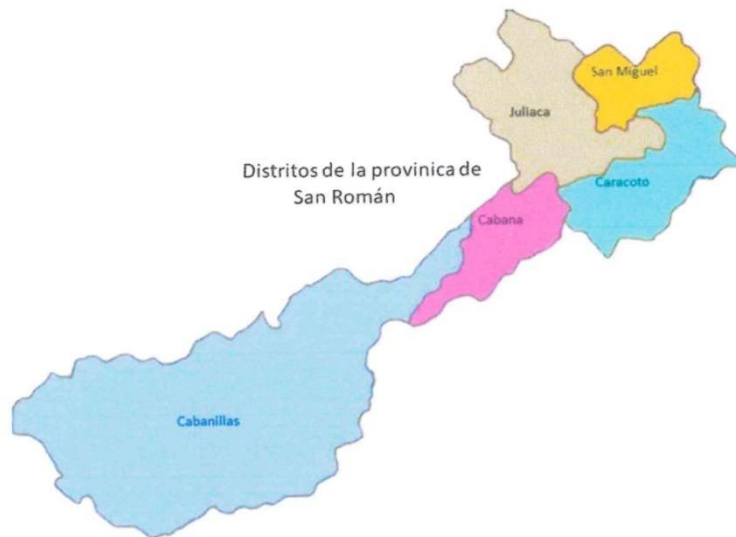 San Miguel
Juliaca
Distritos de la provinica de
San Román
Caracoto
Cabana
Cabanillas